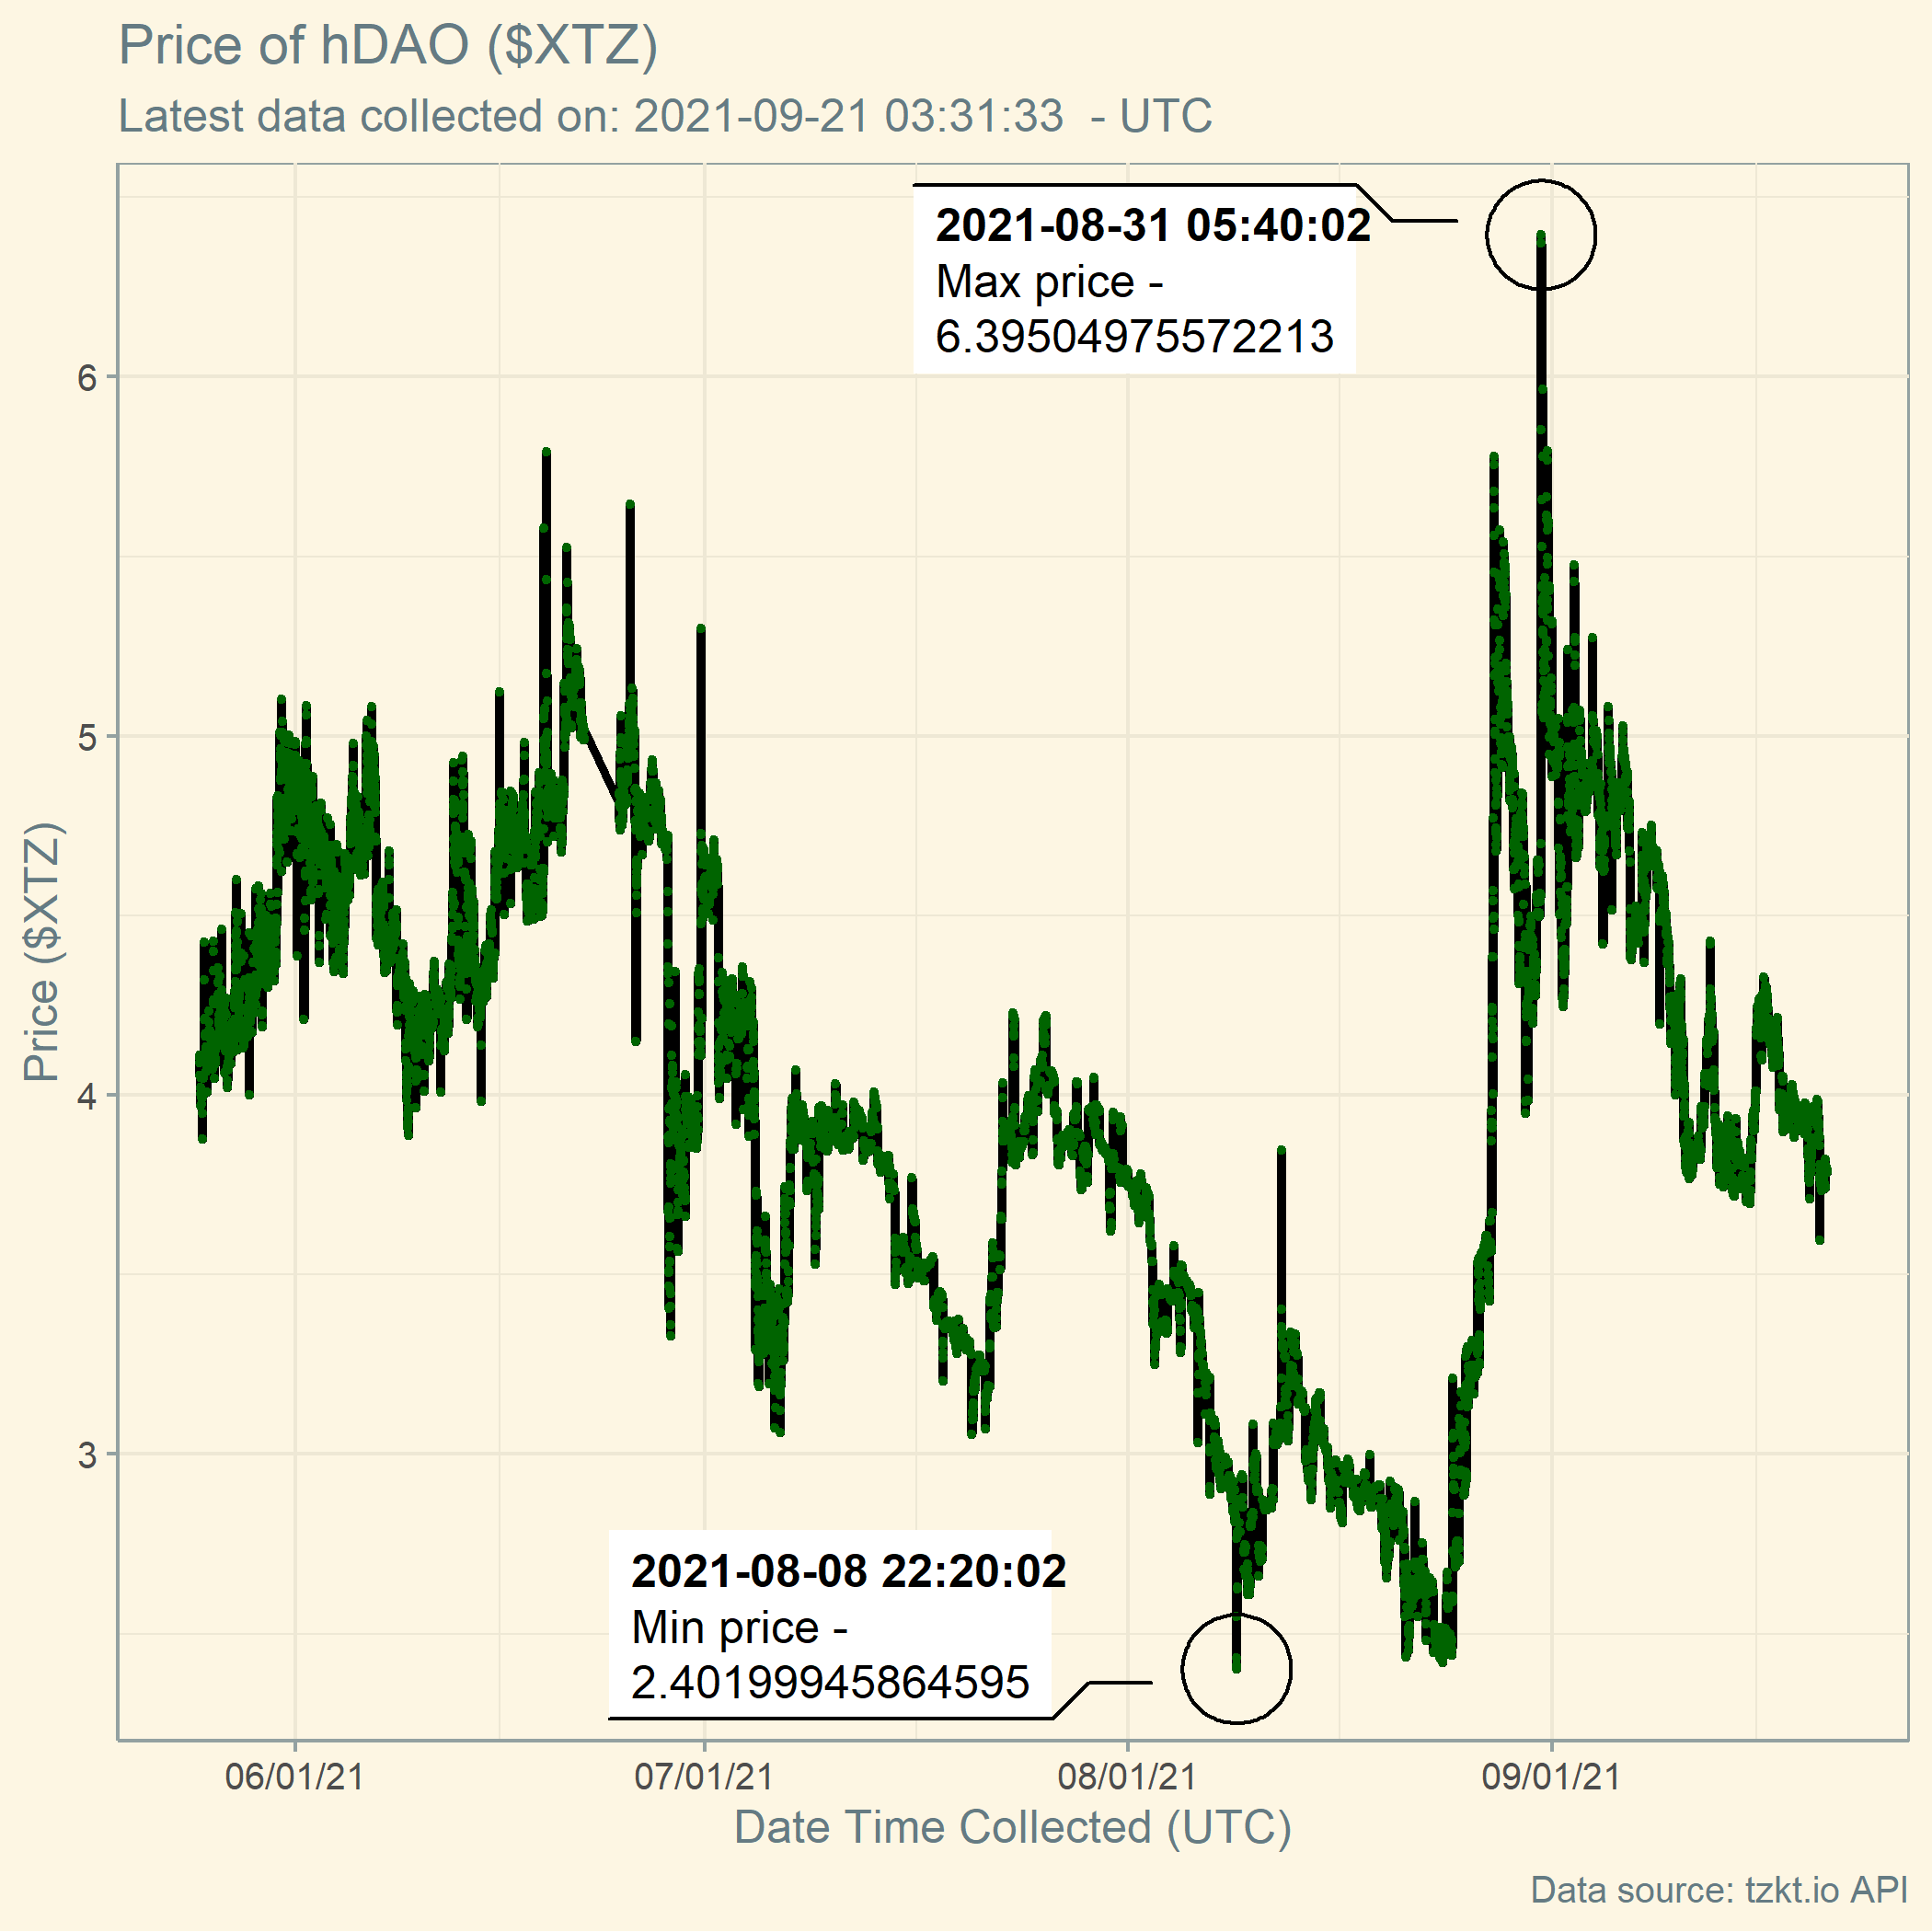 Price of hDAO ($XTZ)
Latest data collected on: 2021-09-21 03:31:33  - UTC
2021-08-31 05:40:02
Max price -
6.39504975572213
6
5
4
3
Price ($XTZ)
2021-08-08 22:20:02
Min price -
2.40199945864595
06/01/21
07/01/21
08/01/21
09/01/21
Date Time Collected (UTC)
Data source: tzkt.io API